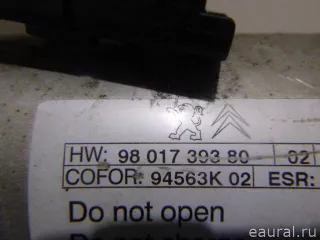 HW: 98 017 393 80 02
COFOR: 94563K 02 ESR:
Do not open
eaural.ru